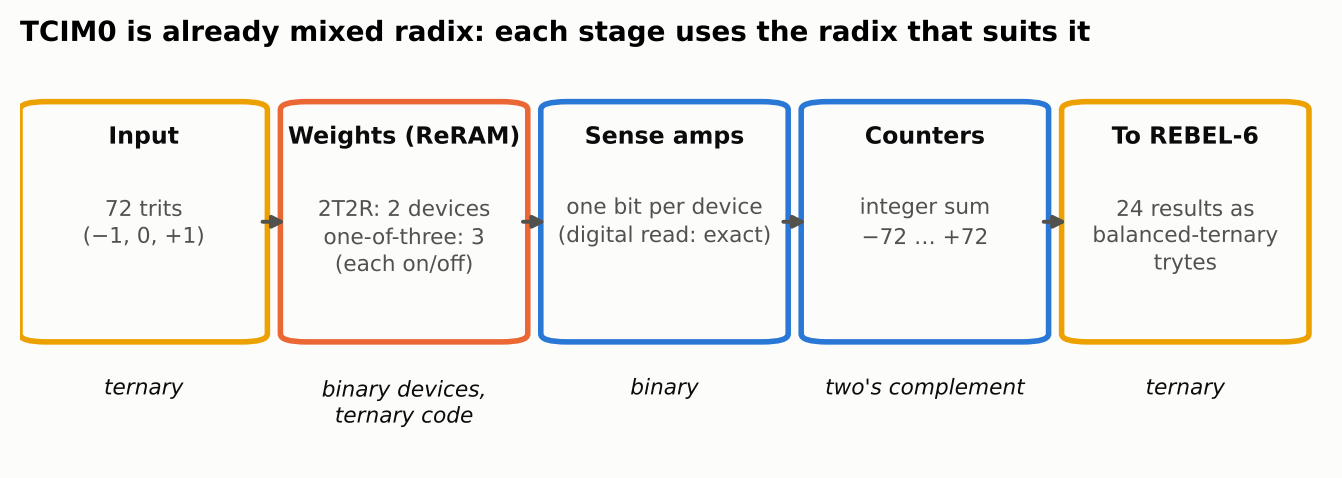 TCIM0 is already mixed radix: each stage uses the radix that suits it
Input
72 trits
(−1, 0, +1)
ternary
Weights (ReRAM)
2T2R: 2 devices
one-of-three: 3
(each on/off)
binary devices,
ternary code
Sense amps
one bit per device
(digital read: exact)
binary
Counters
integer sum
−72 … +72
two's complement
To REBEL-6
24 results as
balanced-ternary
trytes
ternary